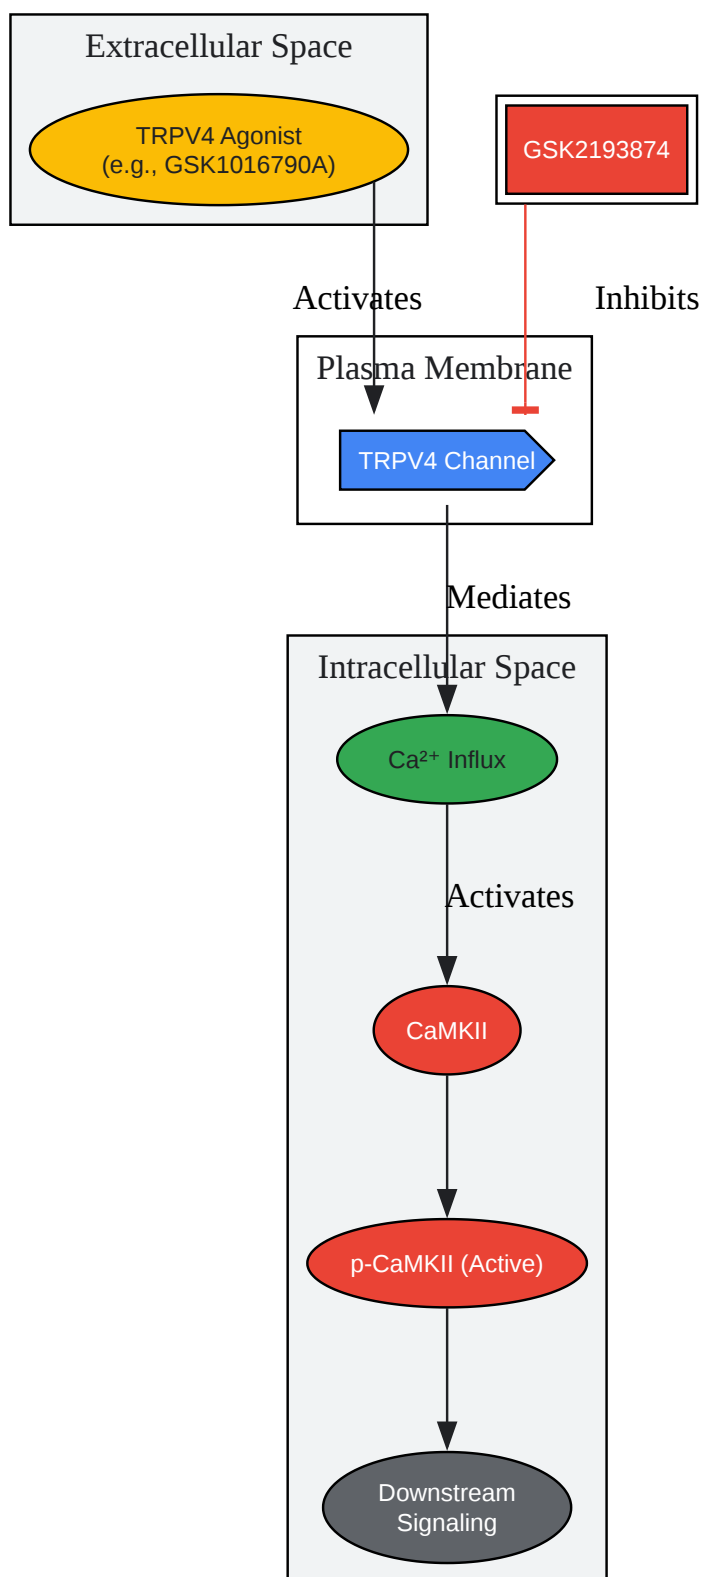 Extracellular Space
TRPV4 Agonist
(e.g., GSK1016790A)
GSK2193874
Activates
Inhibits
Plasma Membrane
TRPV4 Channel
Mediates
Intracellular Space
Ca²⁺ Influx
Activates
CaMKII
p-CaMKII (Active)
Downstream
Signaling